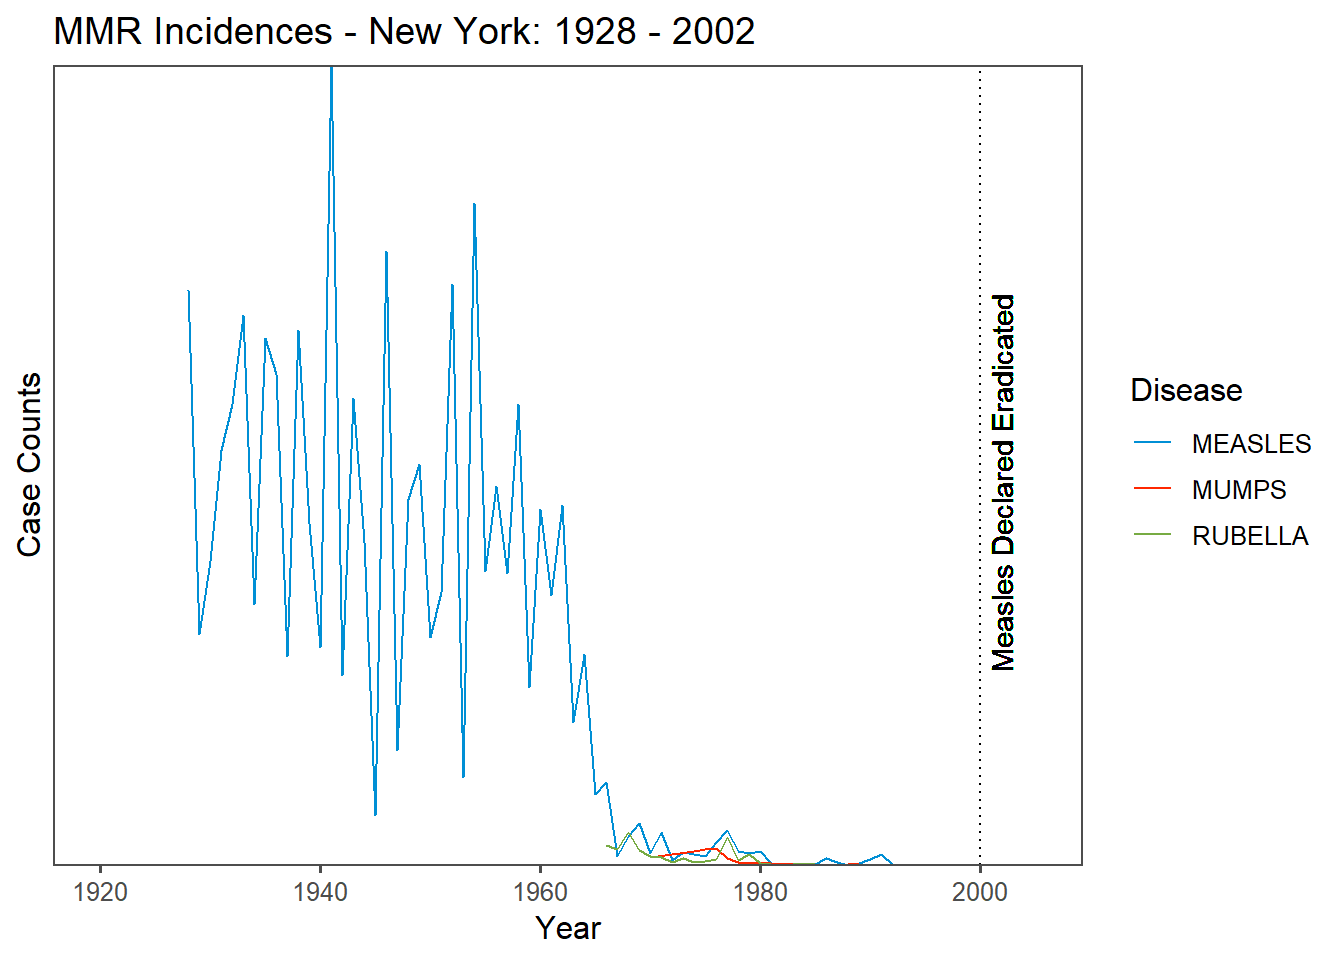 MMR Incidences - New York: 1928 - 2002
Case Counts
Measles Declared Eradicated
Disease
MEASLES
MUMPS
RUBELLA
1920 1940 1960 1980 2000
Year